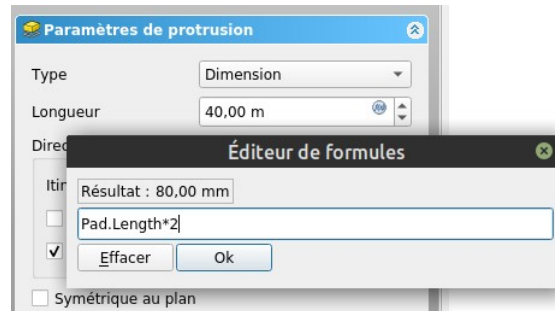 Paramètres de protrusion
Type Dimension
Longueur 40,00 m
Direc
Éditeur de formules
Itin
Résultat : 80,00 mm
Pad.Length*2
Effacer Ok
Symétrique au plan